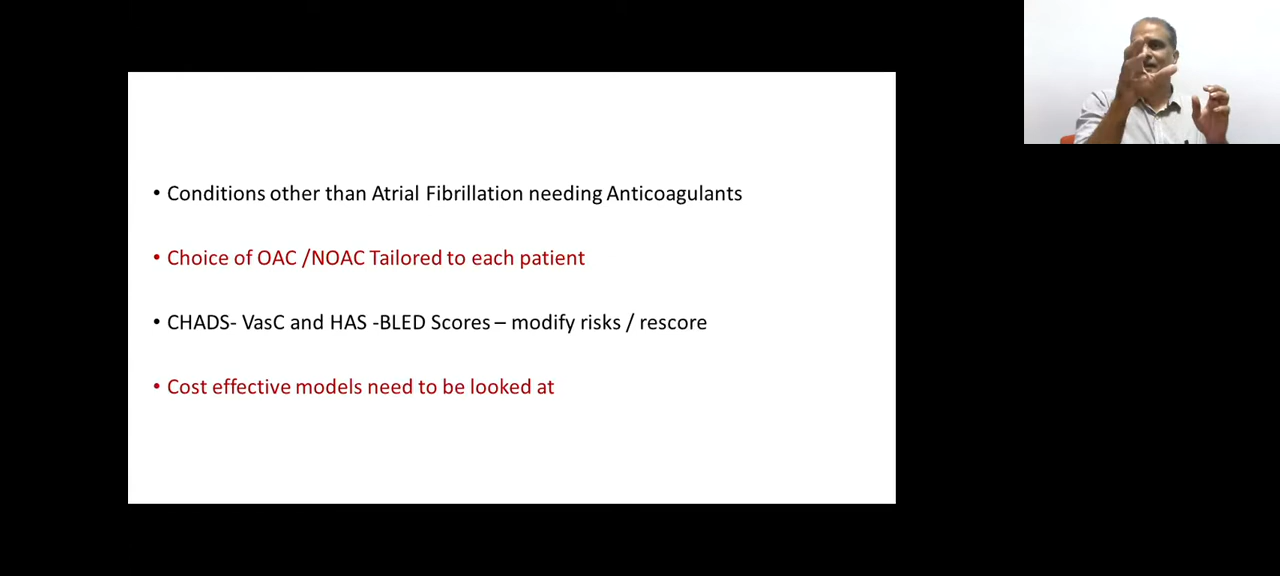 • Conditions other than Atrial Fibrillation needing Anticoagulants
• Choice of OAC /NOAC Tailored to each patient
• CHADS- VasC and HAS -BLED Scores – modify risks / rescore
• Cost effective models need to be looked at